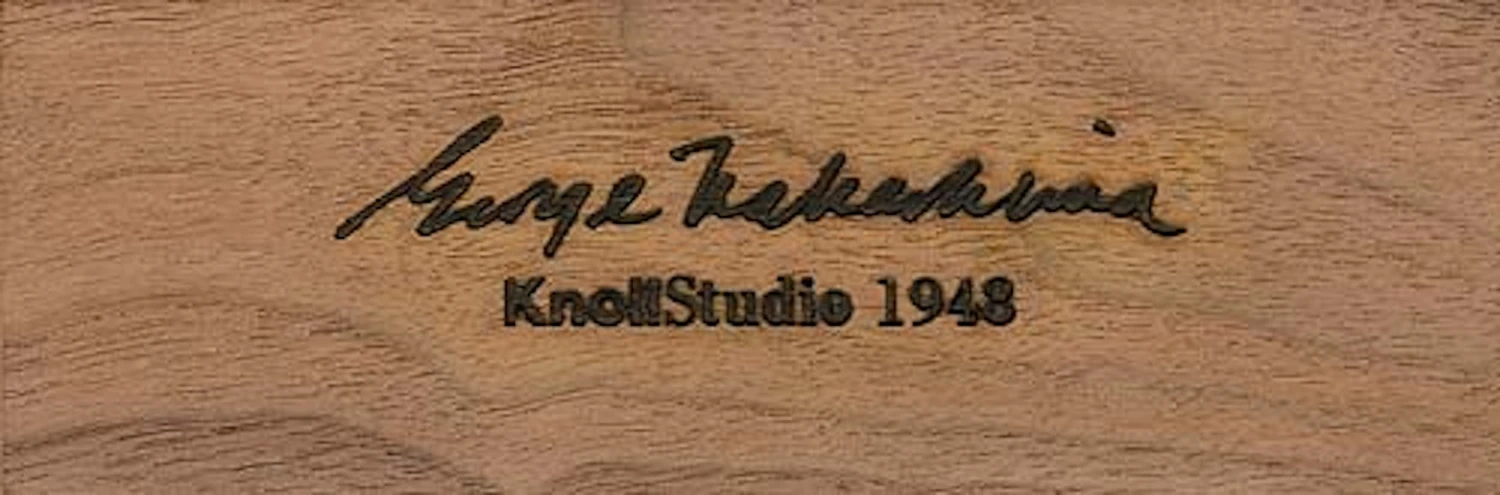 George Nakashima
KnollStudio 1948